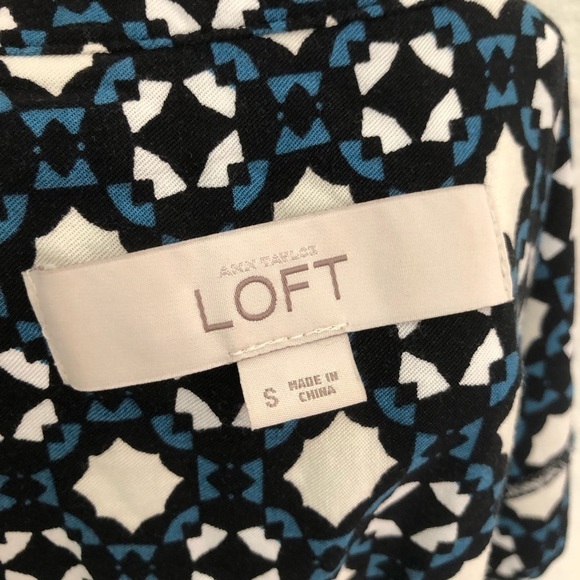 ANN TAYLOR
LOFT
S
MADE IN
CHINA